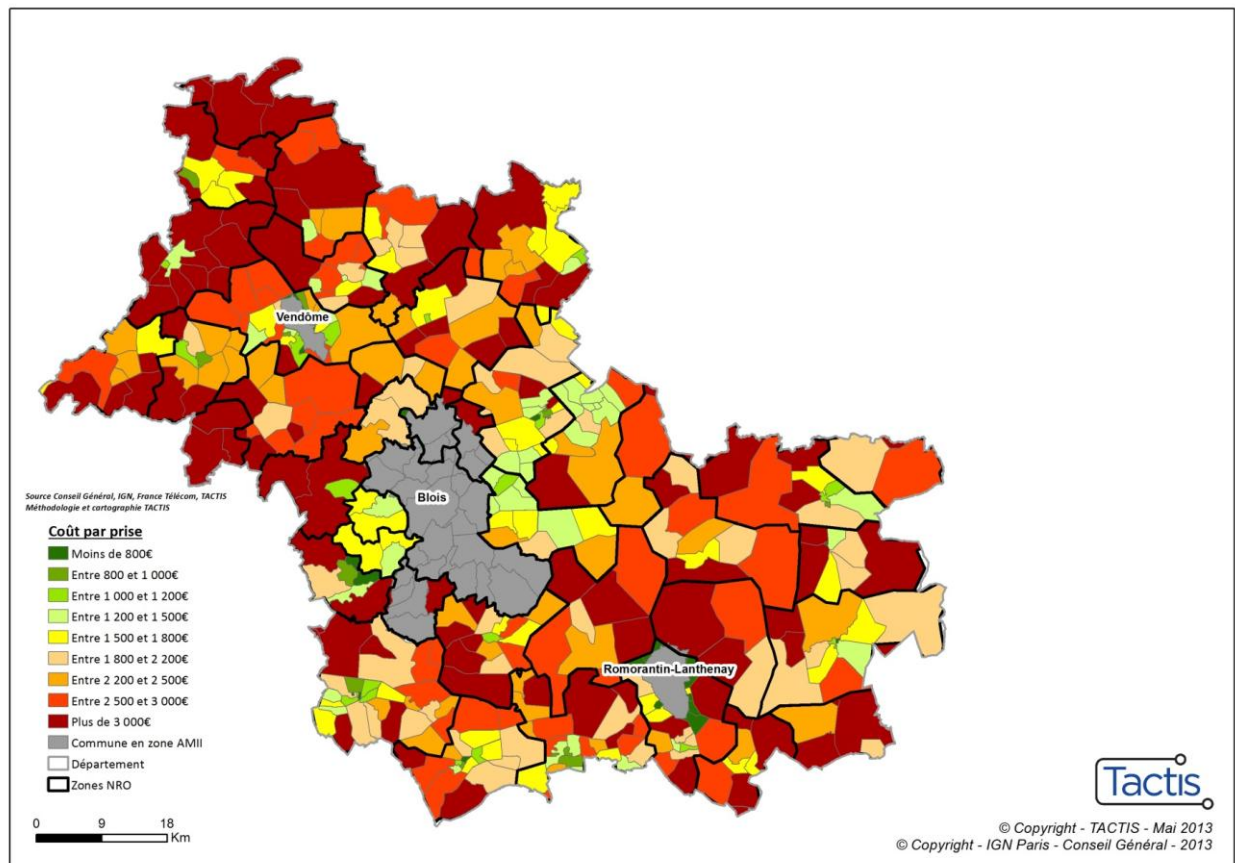 Vendôme
Blois
Romorantin-Lanthenay
Source Conseil Général, IGN, France Télécom, TACTIS
Méthodologie et cartographie TACTIS
Coût par prise
Moins de 800€
Entre 800 et 1 000€
Entre 1 000 et 1 200€
Entre 1 200 et 1 500€
Entre 1 500 et 1 800€
Entre 1 800 et 2 200€
Entre 2 200 et 2 500€
Entre 2 500 et 3 000€
Plus de 3 000€
Commune en zone AMII
Département
Zones NRO
0 9 18
Km
Tactis
© Copyright - TACTIS - Mai 2013
© Copyright - IGN Paris - Conseil Général - 2013